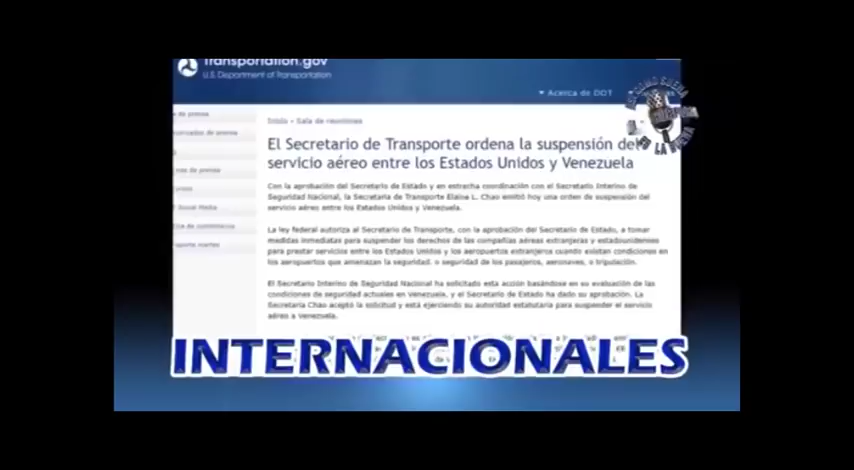 Transportation.gov
U.S. Department of Transportation
Acerca de DOT
Inicio
Sala de reuniones
El Secretario de Transporte ordena la suspensión del
servicio aéreo entre los Estados Unidos y Venezuela
Con la aprobación del Secretario de Estado y en estrecha coordinación con el Secretario Interino de
Seguridad Nacional, la Secretaria de Transporte Elaine L. Chao emitió hoy una orden de suspensión del
servicio aéreo entre los Estados Unidos y Venezuela.
La ley federal autoriza al Secretario de Transporte, con la aprobación del Secretario de Estado, a tomar
medidas inmediatas para suspender los derechos de las compañías aéreas extranjeras y estadounidenses
para prestar servicios entre los Estados Unidos y los aeropuertos extranjeros cuando existan condiciones en
los aeropuertos que amenazan la seguridad. o seguridad de los pasajeros, aeronaves, o tripulación.
El Secretario Interino de Seguridad Nacional ha solicitado esta acción basándose en su evaluación de las
condiciones de seguridad actuales en Venezuela, y el Secretario de Estado ha dado su aprobación. La
Secretaria Chao aceptó la solicitud y está ejerciendo su autoridad estatutaria para suspender el servicio
aéreo a Venezuela.
INTERNACIONALES